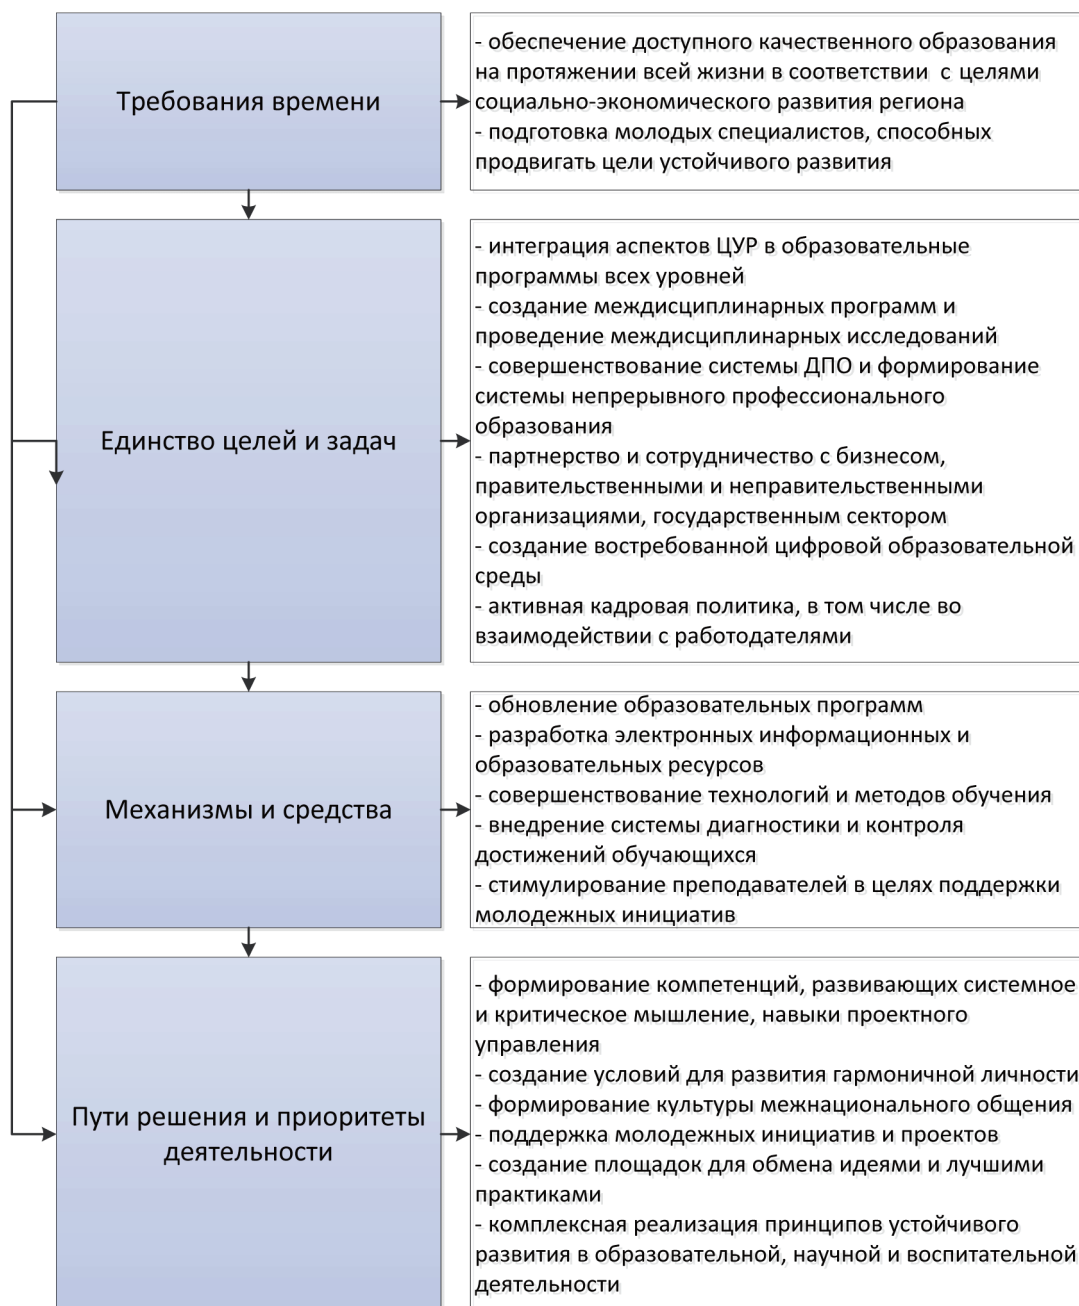 Требования времени
- обеспечение доступного качественного образования
на протяжении всей жизни в соответствии с целями
социально-экономического развития региона
- подготовка молодых специалистов, способных
продвигать цели устойчивого развития
Единство целей и задач
- интеграция аспектов ЦУР в образовательные
программы всех уровней
- создание междисциплинарных программ и
проведение междисциплинарных исследований
- совершенствование системы ДПО и формирование
системы непрерывного профессионального
образования
- партнерство и сотрудничество с бизнесом,
правительственными и неправительственными
организациями, государственным сектором
- создание востребованной цифровой образовательной
среды
- активная кадровая политика, в том числе во
взаимодействии с работодателями
Механизмы и средства
- обновление образовательных программ
- разработка электронных информационных и
образовательных ресурсов
- совершенствование технологий и методов обучения
- внедрение системы диагностики и контроля
достижений обучающихся
- стимулирование преподавателей в целях поддержки
молодежных инициатив
Пути решения и приоритеты
деятельности
- формирование компетенций, развивающих системное
и критическое мышление, навыки проектного
управления
- создание условий для развития гармоничной личности
- формирование культуры межнационального общения
- поддержка молодежных инициатив и проектов
- создание площадок для обмена идеями и лучшими
практиками
- комплексная реализация принципов устойчивого
развития в образовательной, научной и воспитательной
деятельности